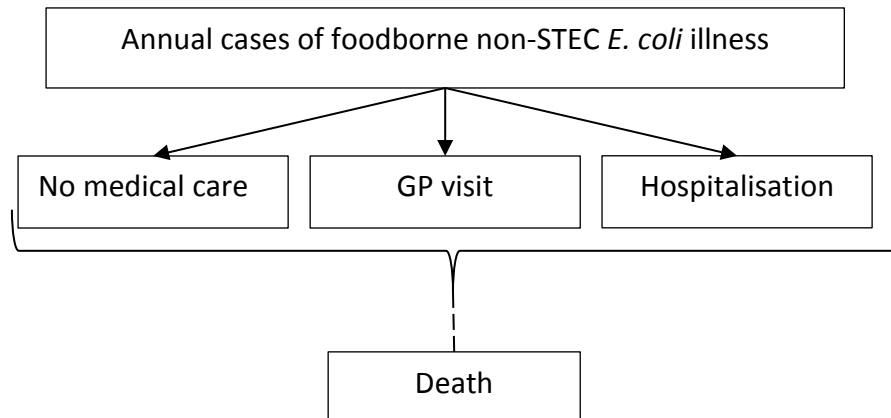 Annual cases of foodborne non-STEC E. coli illness
No medical care
GP visit
Hospitalisation
Death